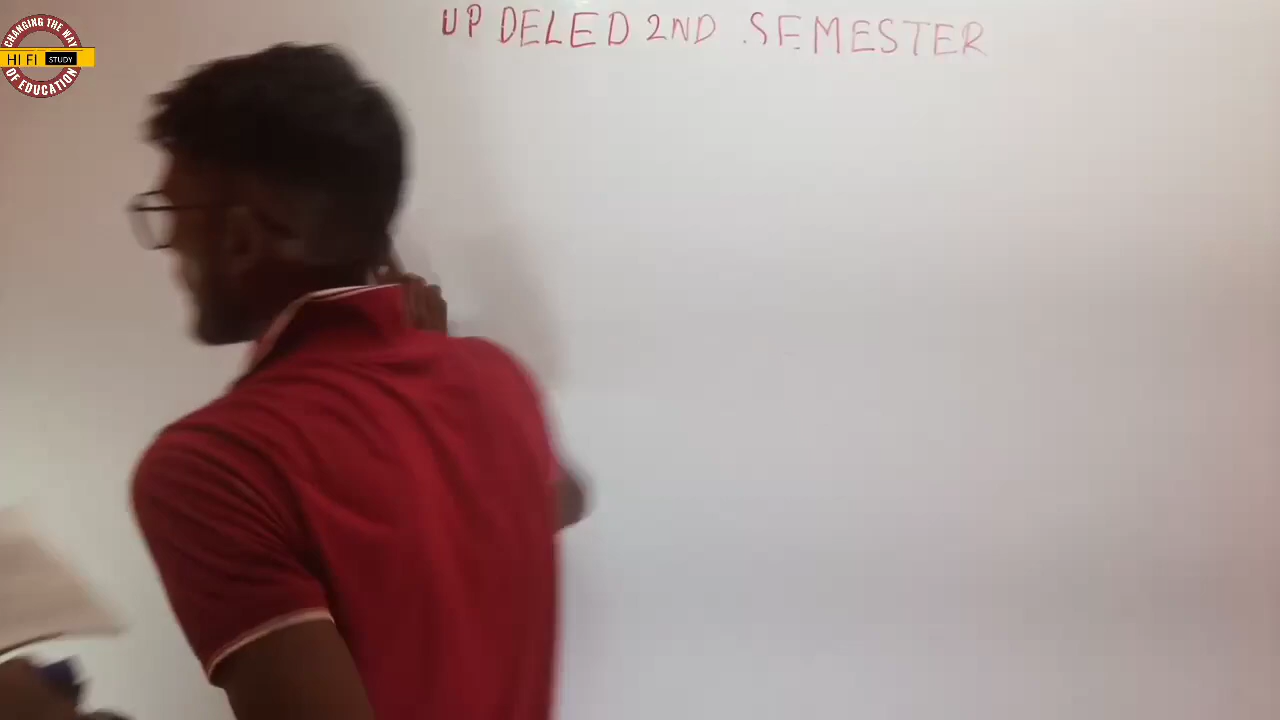 UP DELED 2ND SEMESTER
CHANGING THE WAY
HI FI STUDY
OF EDUCATION